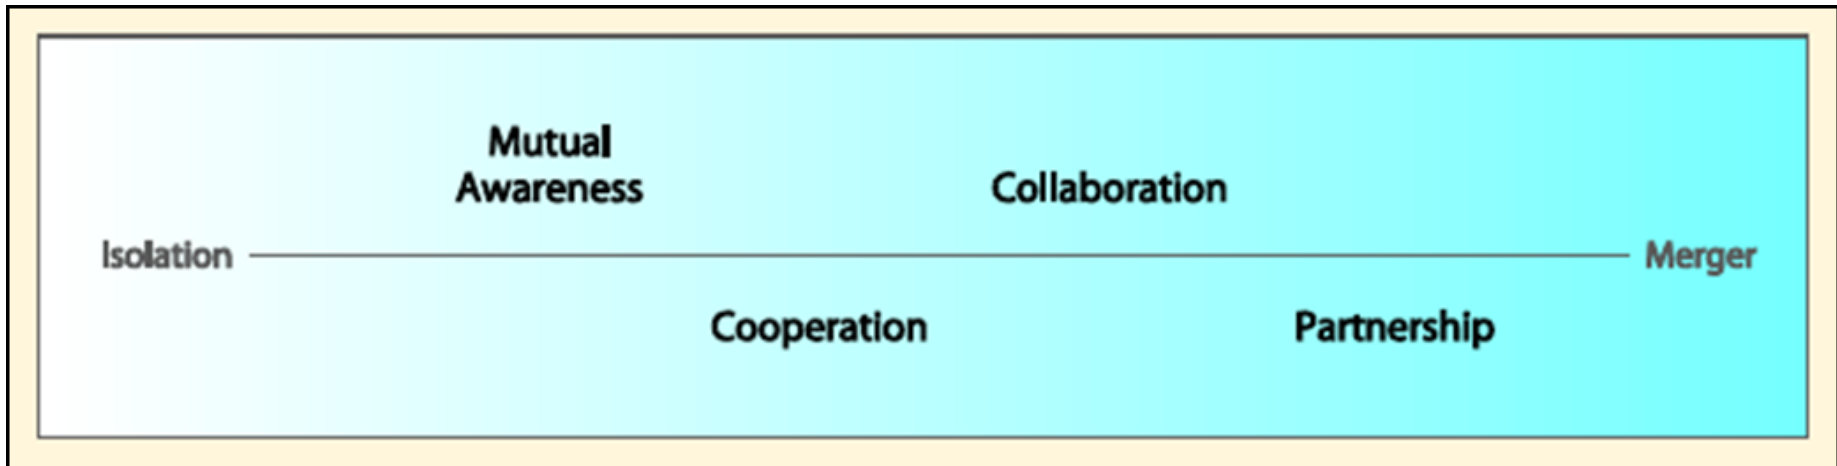 Mutual
Awareness
Collaboration
Isolation
Merger
Cooperation
Partnership